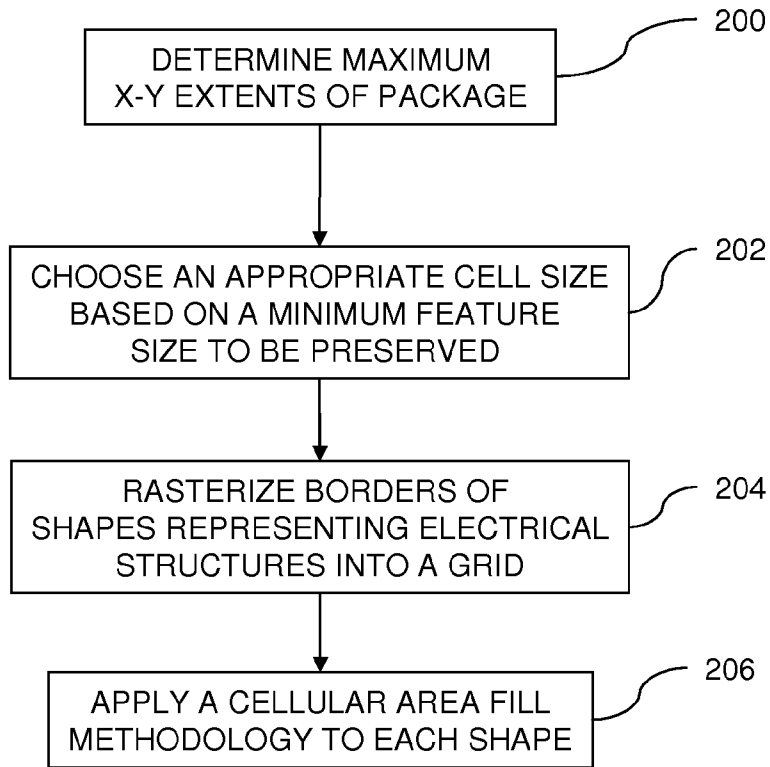 200
DETERMINE MAXIMUM
X-Y EXTENTS OF PACKAGE
202
CHOOSE AN APPROPRIATE CELL SIZE
BASED ON A MINIMUM FEATURE
SIZE TO BE PRESERVED
204
RASTERIZE BORDERS OF
SHAPES REPRESENTING ELECTRICAL
STRUCTURES INTO A GRID
206
APPLY A CELLULAR AREA FILL
METHODOLOGY TO EACH SHAPE